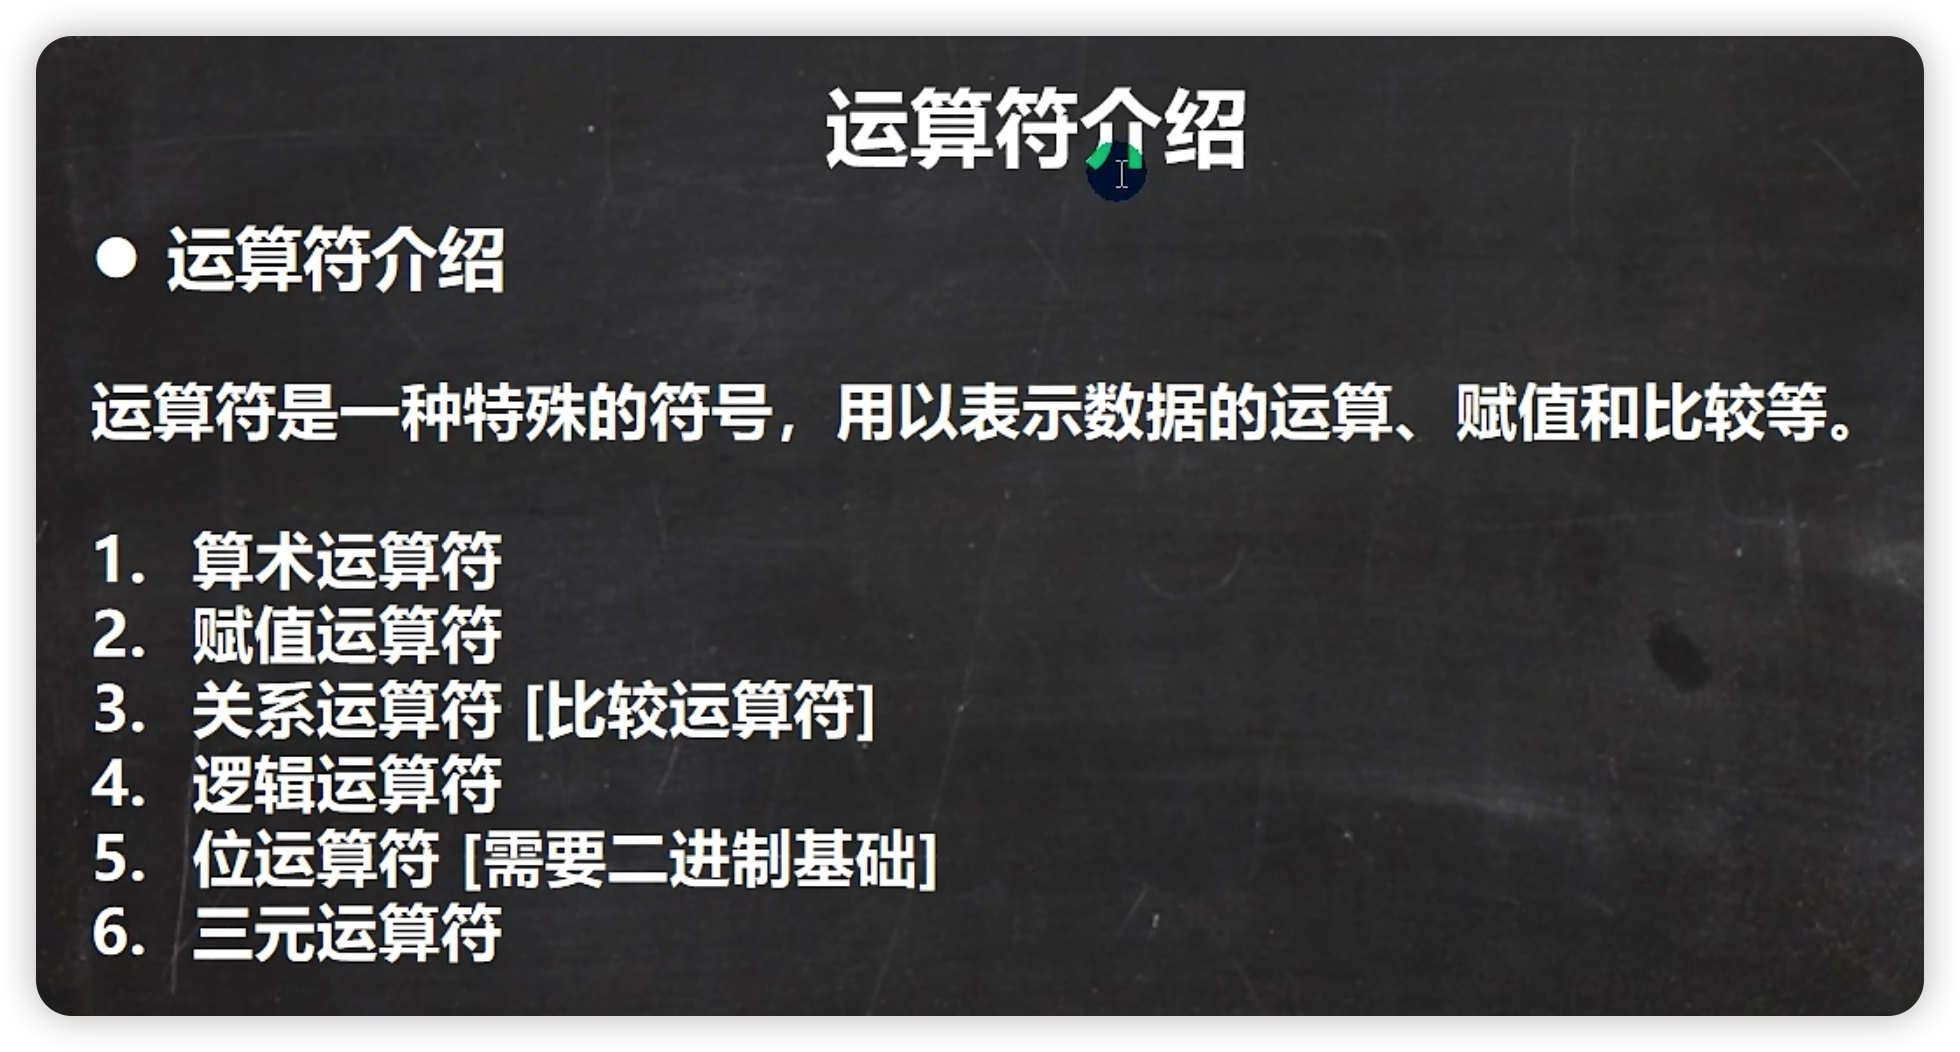 运算符介绍
● 运算符介绍
运算符是一种特殊的符号，用以表示数据的运算、赋值和比较等。
1. 算术运算符
2. 赋值运算符
3. 关系运算符 [比较运算符]
4. 逻辑运算符
5. 位运算符 [需要二进制基础]
6. 三元运算符